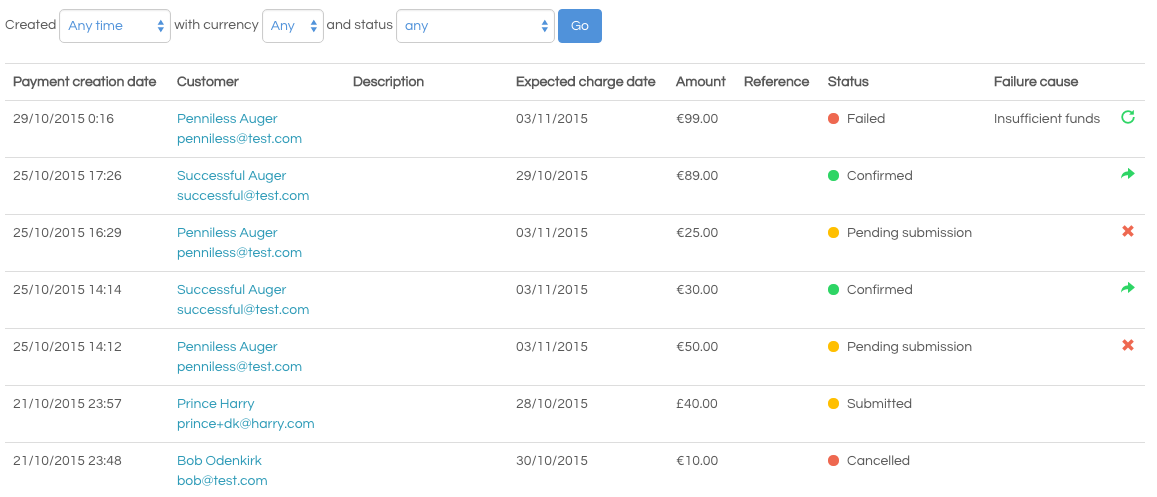 Created Any time with currency Any and status any Go
Payment creation date Customer Description Expected charge date Amount Reference Status Failure cause
29/10/2015 0:16 Penniless Auger 03/11/2015 €99.00 Failed Insufficient funds
penniless@test.com
25/10/2015 17:26 Successful Auger 29/10/2015 €89.00 Confirmed
successful@test.com
25/10/2015 16:29 Penniless Auger 03/11/2015 €25.00 Pending submission
penniless@test.com
25/10/2015 14:14 Successful Auger 03/11/2015 €30.00 Confirmed
successful@test.com
25/10/2015 14:12 Penniless Auger 03/11/2015 €50.00 Pending submission
penniless@test.com
21/10/2015 23:57 Prince Harry 28/10/2015 £40.00 Submitted
prince+dk@harry.com
21/10/2015 23:48 Bob Odenkirk 30/10/2015 €10.00 Cancelled
bob@test.com